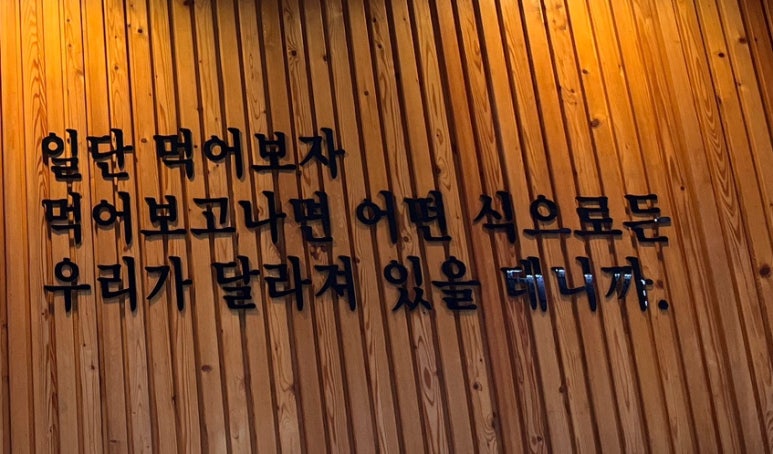 일단 먹어보자
먹어보고나면 어떤 식으로든
우리가 달라져 있을 테니까.